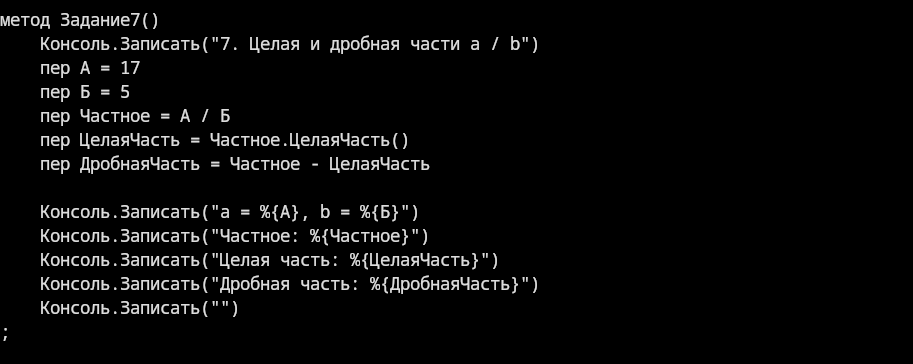 метод Задание7()
    Консоль.Записать("7. Целая и дробная части a / b")
    пер А = 17
    пер Б = 5
    пер Частное = А / Б
    пер ЦелаяЧасть = Частное.ЦелаяЧасть()
    пер ДробнаяЧасть = Частное - ЦелаяЧасть

    Консоль.Записать("a = %{А}, b = %{Б}")
    Консоль.Записать("Частное: %{Частное}")
    Консоль.Записать("Целая часть: %{ЦелаяЧасть}")
    Консоль.Записать("Дробная часть: %{ДробнаяЧасть}")
    Консоль.Записать("")
;